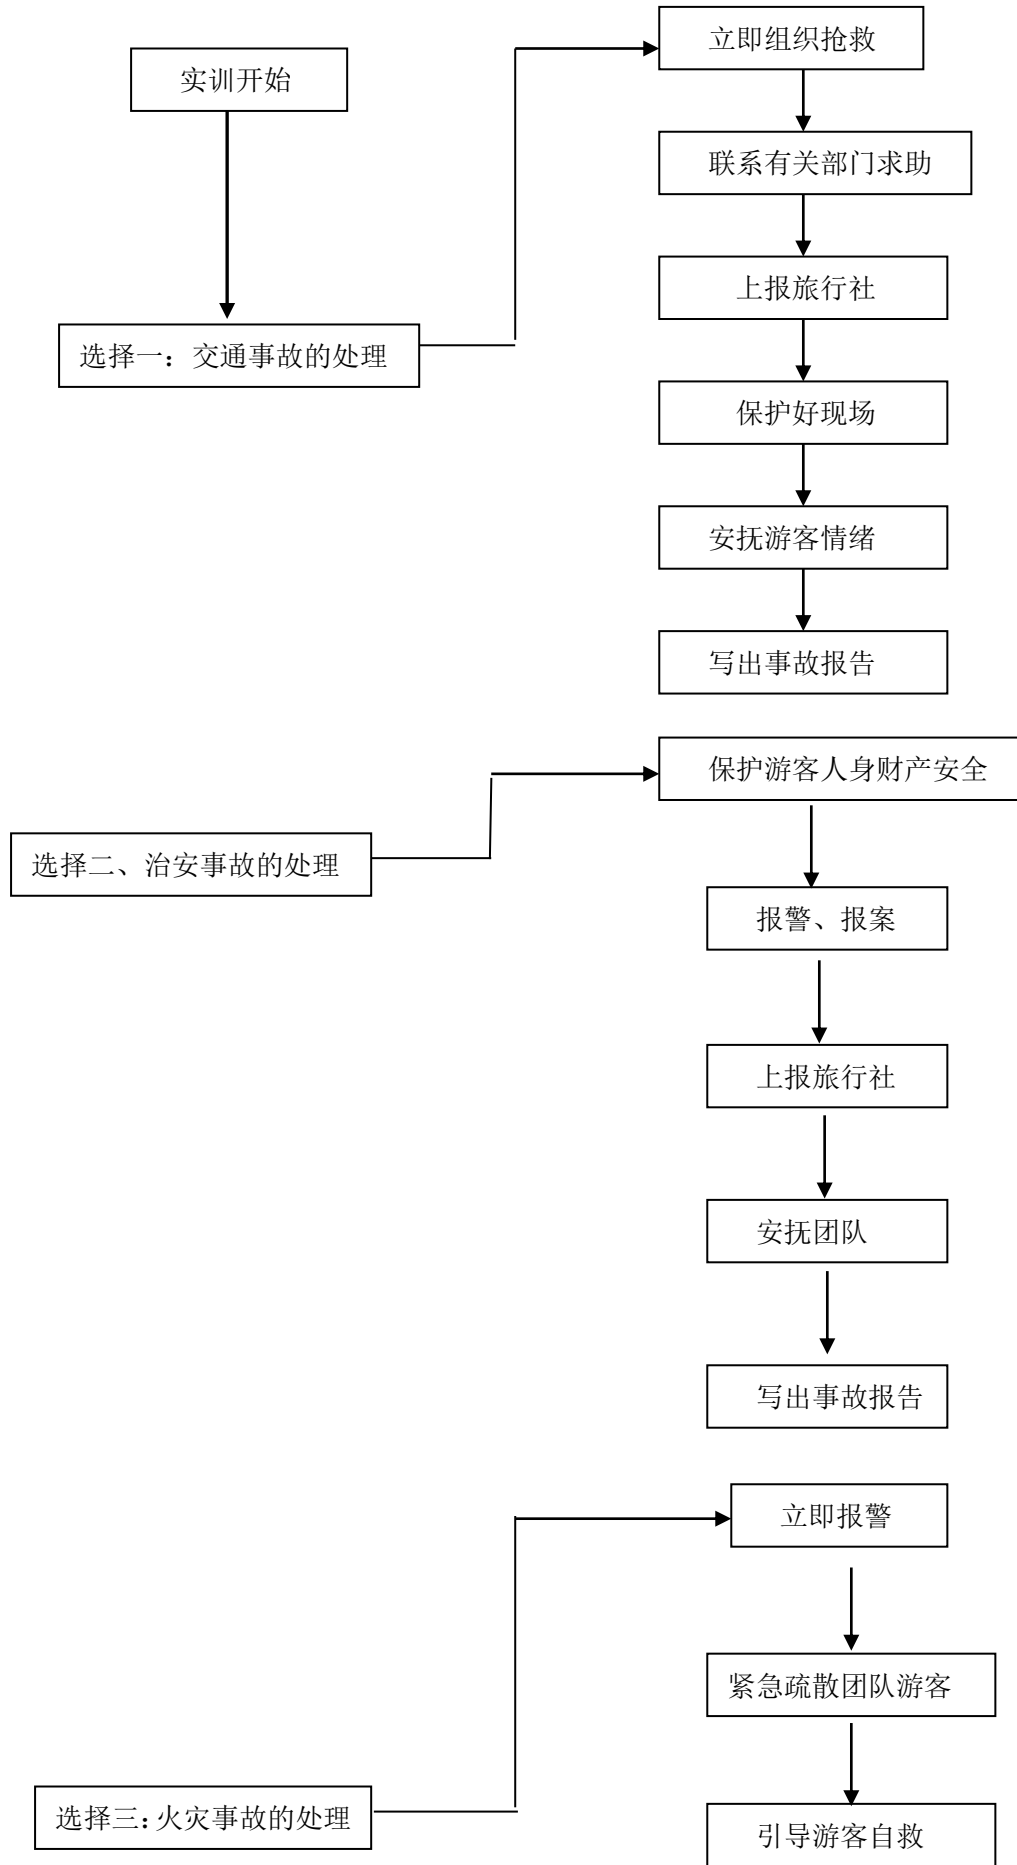 实训开始
选择一：交通事故的处理
立即组织抢救
联系有关部门求助
上报旅行社
保护好现场
安抚游客情绪
写出事故报告
选择二、治安事故的处理
保护游客人身财产安全
报警、报案
上报旅行社
安抚团队
写出事故报告
选择三：火灾事故的处理
立即报警
紧急疏散团队游客
引导游客自救